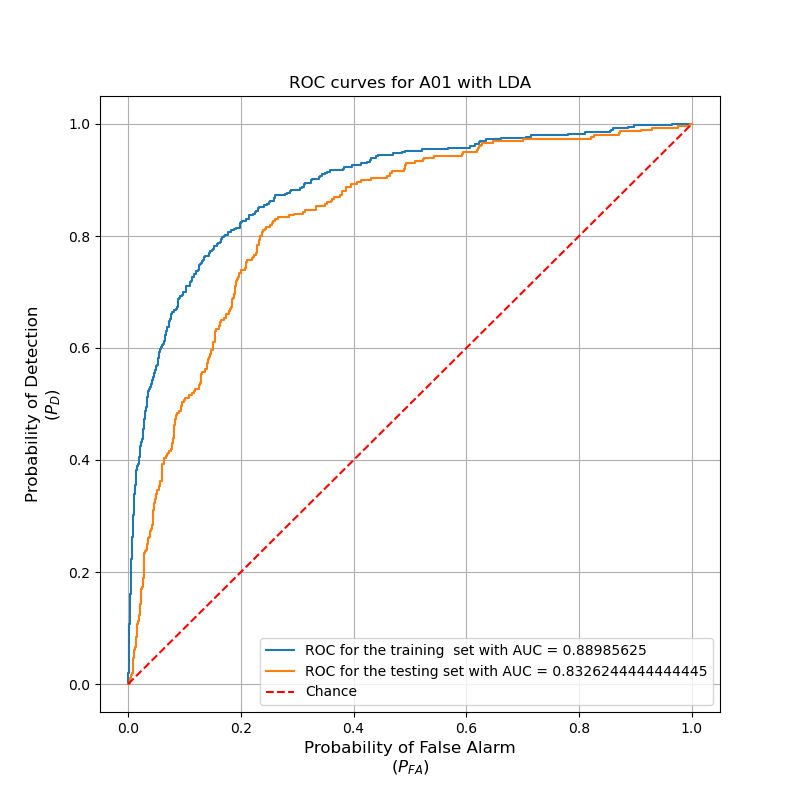 ROC curves for A01 with LDA
1.0
0.8
0.6
0.4
0.2
0.0
Probability of Detection
(P_D)
ROC for the training  set with AUC = 0.88985625
ROC for the testing set with AUC = 0.8326244444444445
Chance
0.0 0.2 0.4 0.6 0.8 1.0
Probability of False Alarm
(P_{FA})